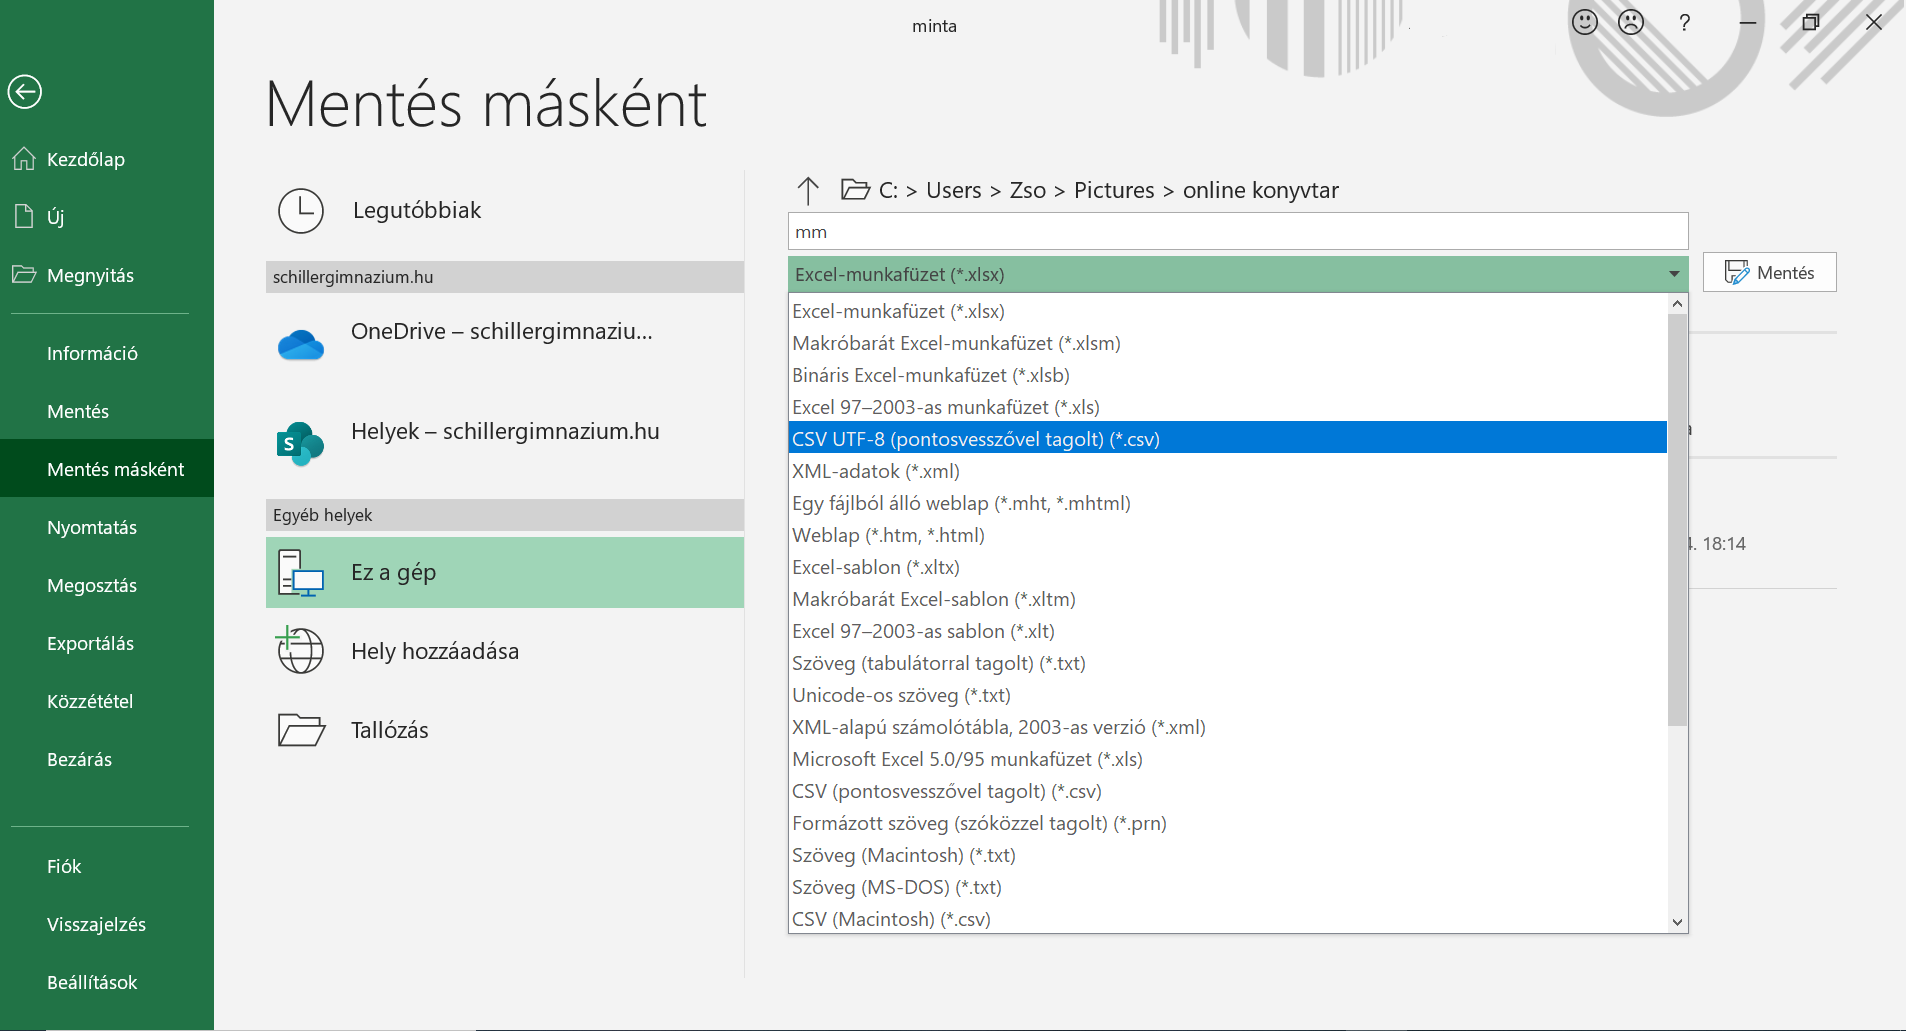 minta
?
Mentés másként
Kezdőlap
Új
Megnyitás
Információ
Mentés
Mentés másként
Nyomtatás
Megosztás
Exportálás
Közzététel
Bezárás
Fiók
Visszajelzés
Beállítások
Legutóbbiak
schillergimnazium.hu
OneDrive – schillergimnaziu...
S
Helyek – schillergimnazium.hu
Egyéb helyek
Ez a gép
Hely hozzáadása
Tallózás
C: > Users > Zso > Pictures > online konyvtar
mm
Excel-munkafüzet (*.xlsx)
Mentés
Excel-munkafüzet (*.xlsx)
Makróbarát Excel-munkafüzet (*.xlsm)
Bináris Excel-munkafüzet (*.xlsb)
Excel 97–2003-as munkafüzet (*.xls)
CSV UTF-8 (pontosvesszővel tagolt) (*.csv)
XML-adatok (*.xml)
Egy fájlból álló weblap (*.mht, *.mhtml)
Weblap (*.htm, *.html)
Excel-sablon (*.xltx)
Makróbarát Excel-sablon (*.xltm)
Excel 97–2003-as sablon (*.xlt)
Szöveg (tabulátorral tagolt) (*.txt)
Unicode-os szöveg (*.txt)
XML-alapú számolótábla, 2003-as verzió (*.xml)
Microsoft Excel 5.0/95 munkafüzet (*.xls)
CSV (pontosvesszővel tagolt) (*.csv)
Formázott szöveg (szóközzel tagolt) (*.prn)
Szöveg (Macintosh) (*.txt)
Szöveg (MS-DOS) (*.txt)
CSV (Macintosh) (*.csv)
18:14